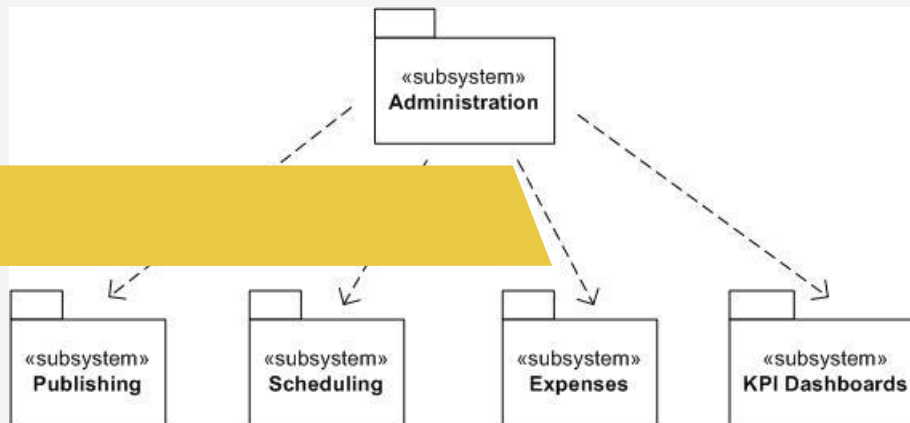 «subsystem»
Administration
«subsystem»
Publishing
«subsystem»
Scheduling
«subsystem»
Expenses
«subsystem»
KPI Dashboards